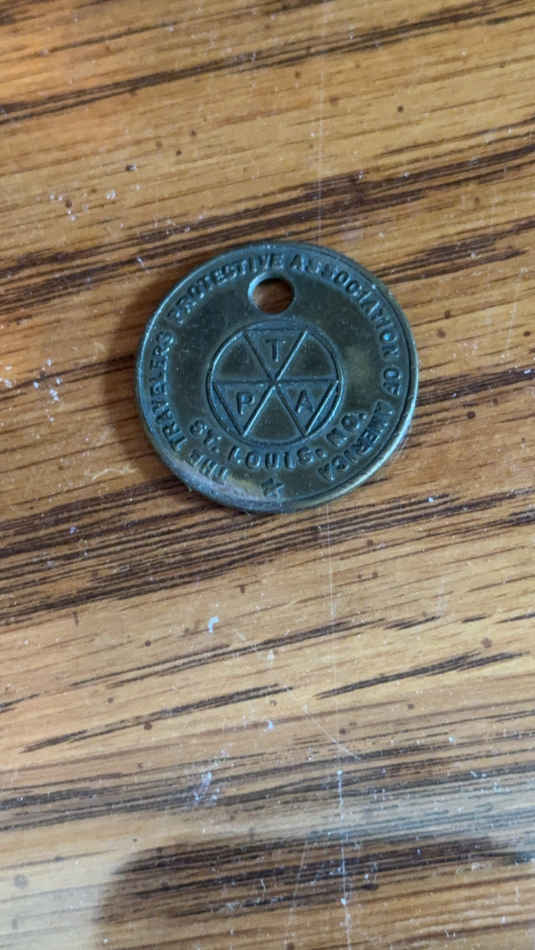 THE TRAVELERS PROTECTIVE ASSOCIATION OF AMERICA
T
P A
ST. LOUIS, MO.